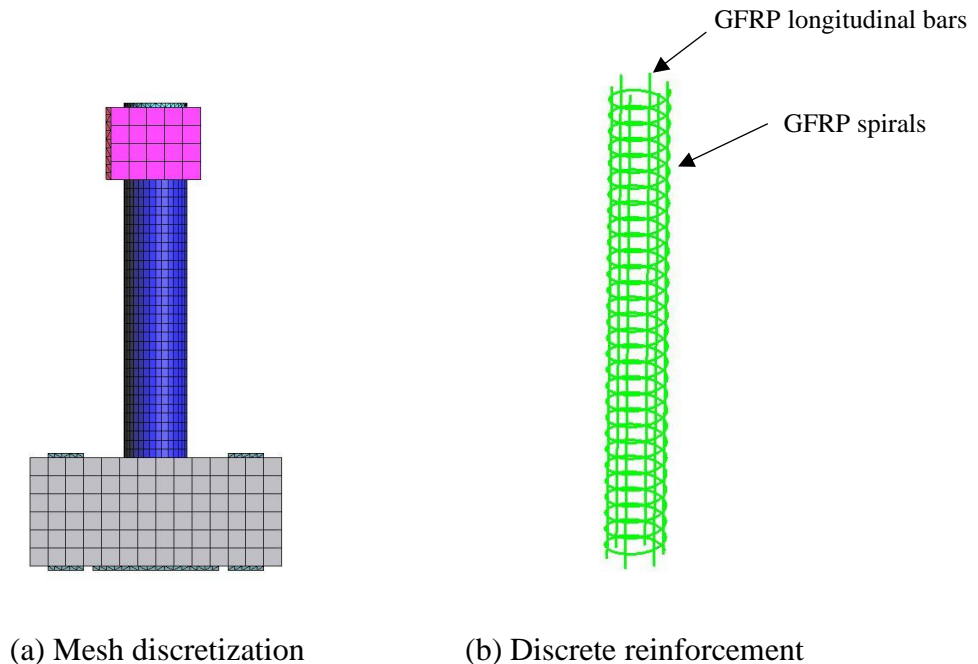 GFRP longitudinal bars
GFRP spirals
(a) Mesh discretization
(b) Discrete reinforcement